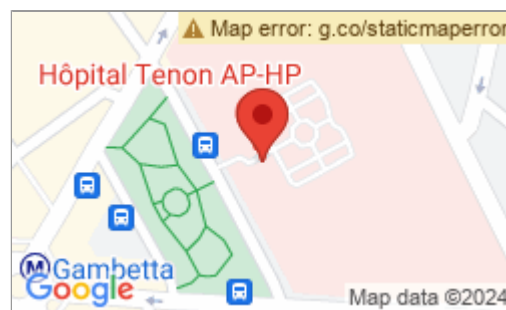 Map error: g.co/staticmaperror
Hôpital Tenon AP-HP
M Gambetta
Google
Map data ©2024